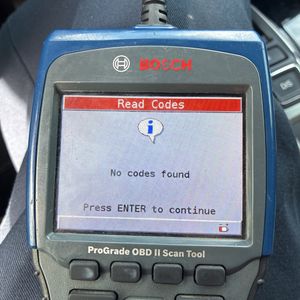 BOSCH
Read Codes
No codes found
Press ENTER to continue
ProGrade OBD II Scan Tool